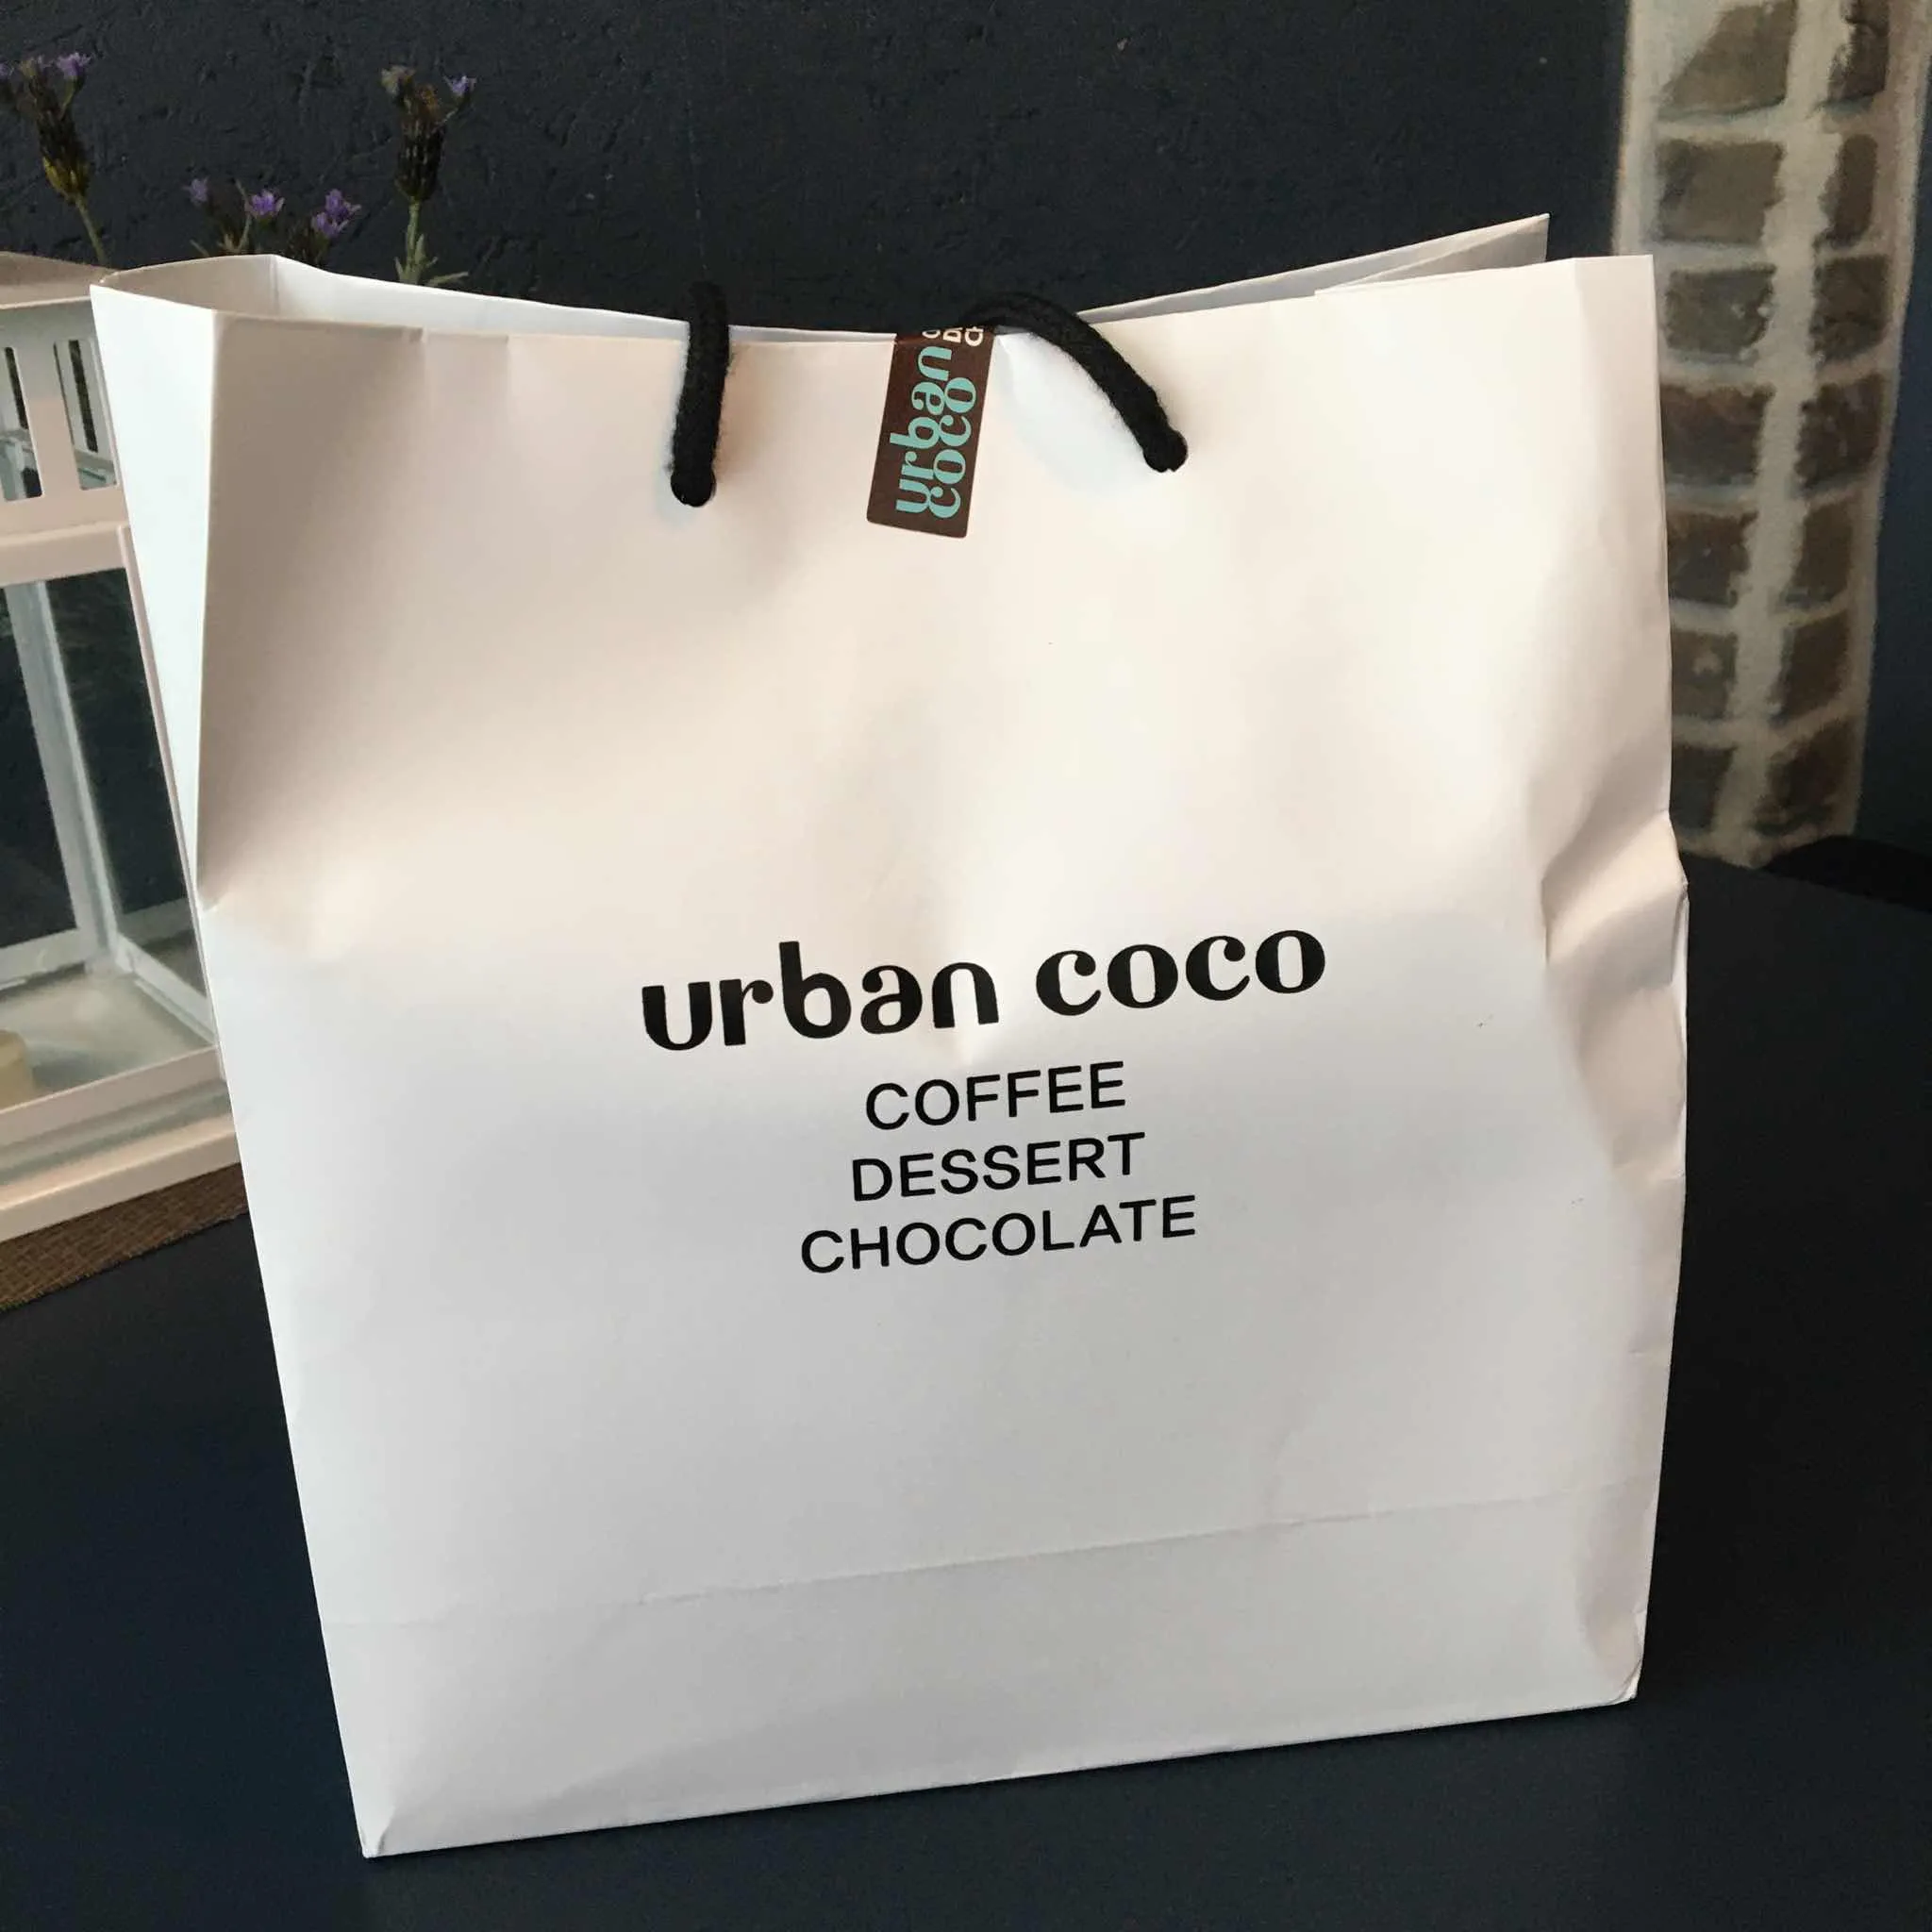 urban
coco
urban coco
COFFEE
DESSERT
CHOCOLATE